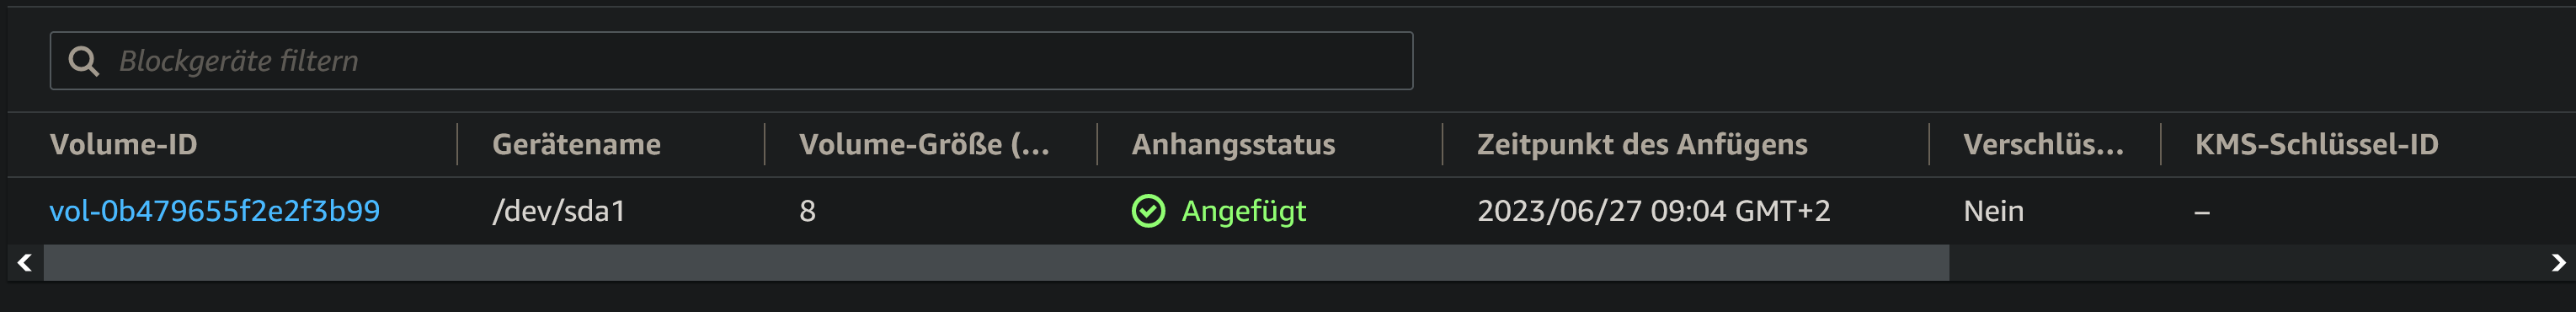 Blockgeräte filtern
Volume-ID Gerätename Volume-Größe (... Anhangsstatus Zeitpunkt des Anfügens Verschlüs... KMS-Schlüssel-ID
vol-0b479655f2e2f3b99 /dev/sda1 8 Angefügt 2023/06/27 09:04 GMT+2 Nein –